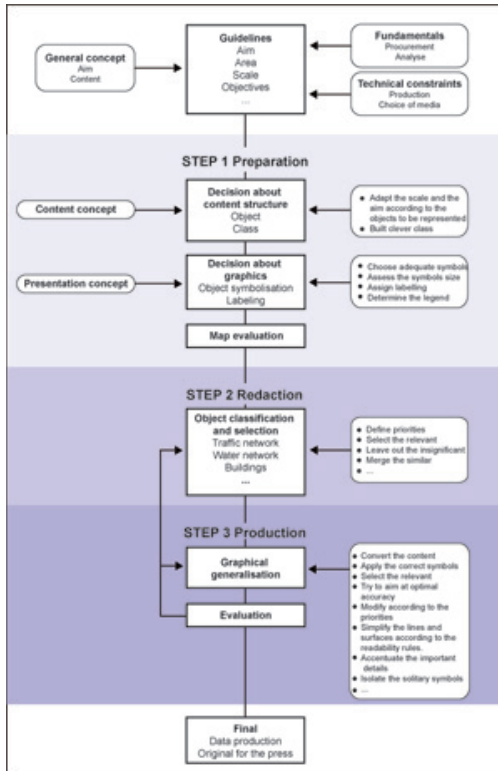 Guidelines
Aim
Area
Scale
Objectives
...
General concept
Aim
Content
Fundamentals
Procurement
Analyse
Technical constraints
Production
Choice of media
STEP 1 Preparation
Decision about
content structure
Object
Class
Content concept
Adapt the scale and the
aim according to the
objects to be represented
Built clever class
Decision about
graphics
Object symbolisation
Labeling
Presentation concept
Choose adequate symbols
Assess the symbols size
Assign labelling
Determine the legend
Map evaluation
STEP 2 Redaction
Object classification
and selection
Traffic network
Water network
Buildings
...
Define priorities
Select the relevant
Leave out the insignificant
Merge the similar
...
STEP 3 Production
Graphical
generalisation
Convert the content
Apply the correct symbols
Select the relevant
Try to aim at optimal
accuracy
Modify according to the
priorities
Simplify the lines and
surfaces according to the
readability rules.
Accentuate the important
details
Isolate the solitary symbols
...
Evaluation
Final
Data production
Original for the press